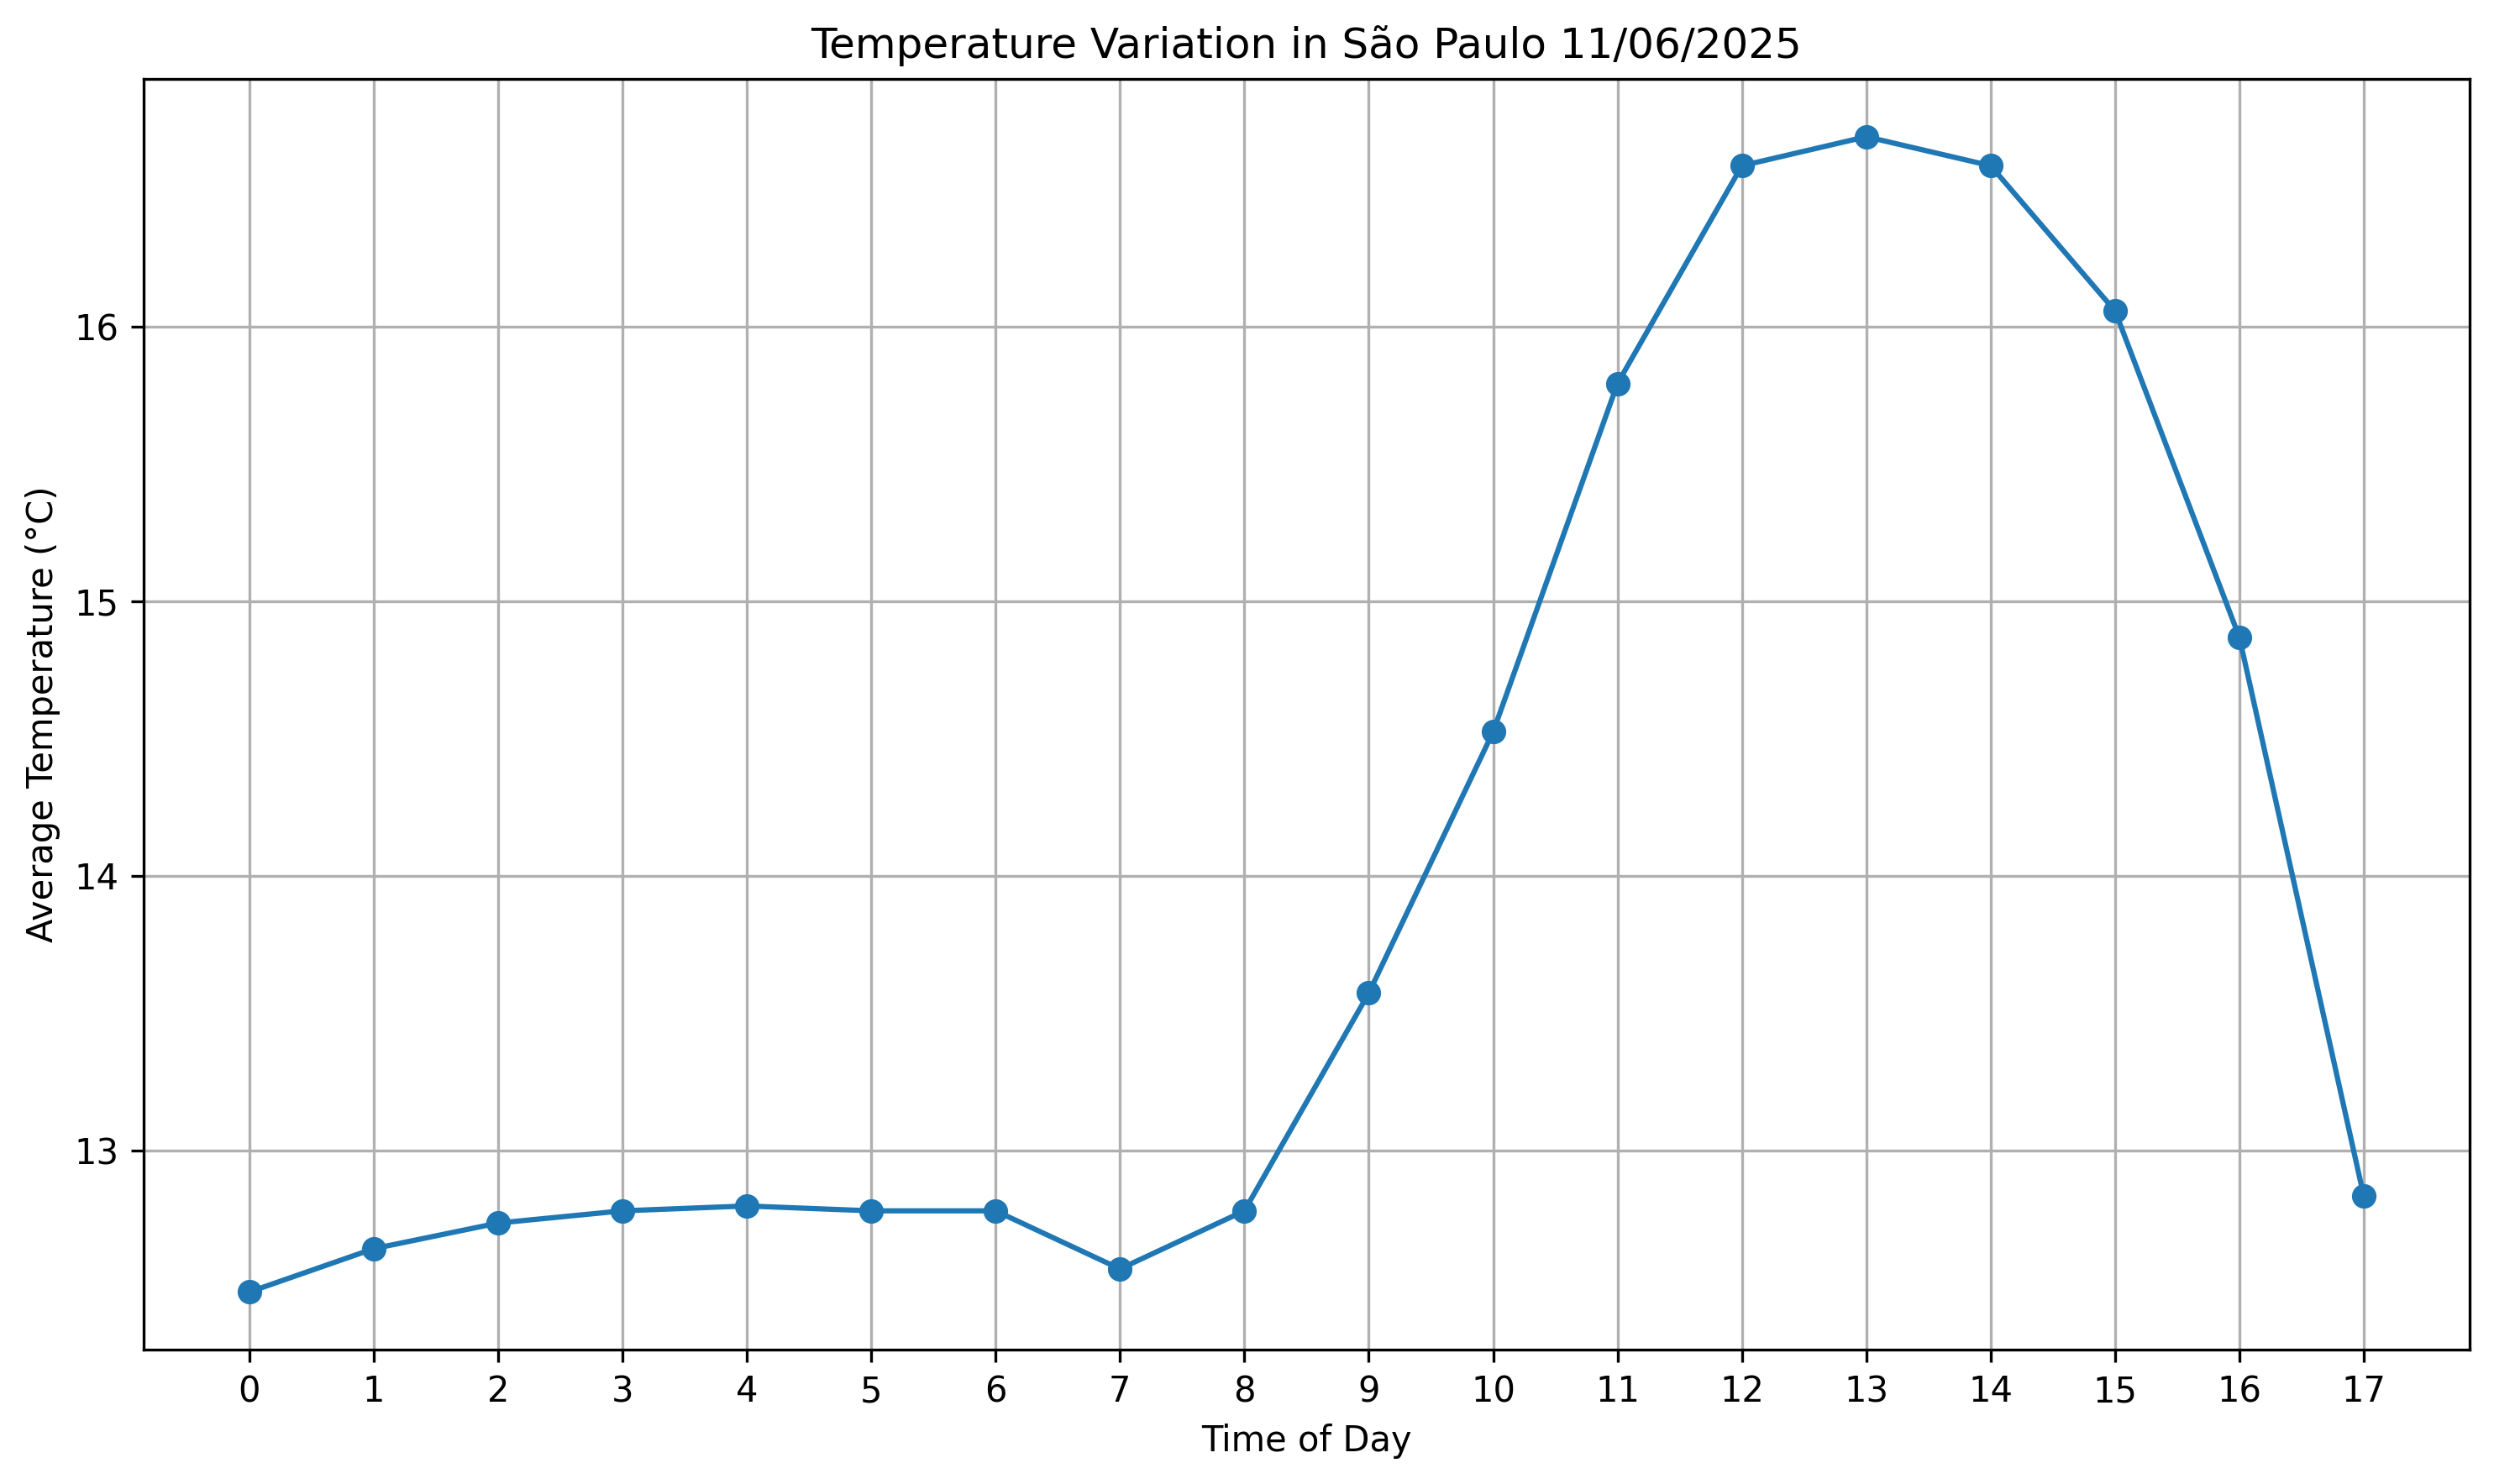 Temperature Variation in São Paulo 11/06/2025
Average Temperature (°C)
16
15
14
13
0 1 2 3 4 5 6 7 8 9 10 11 12 13 14 15 16 17
Time of Day